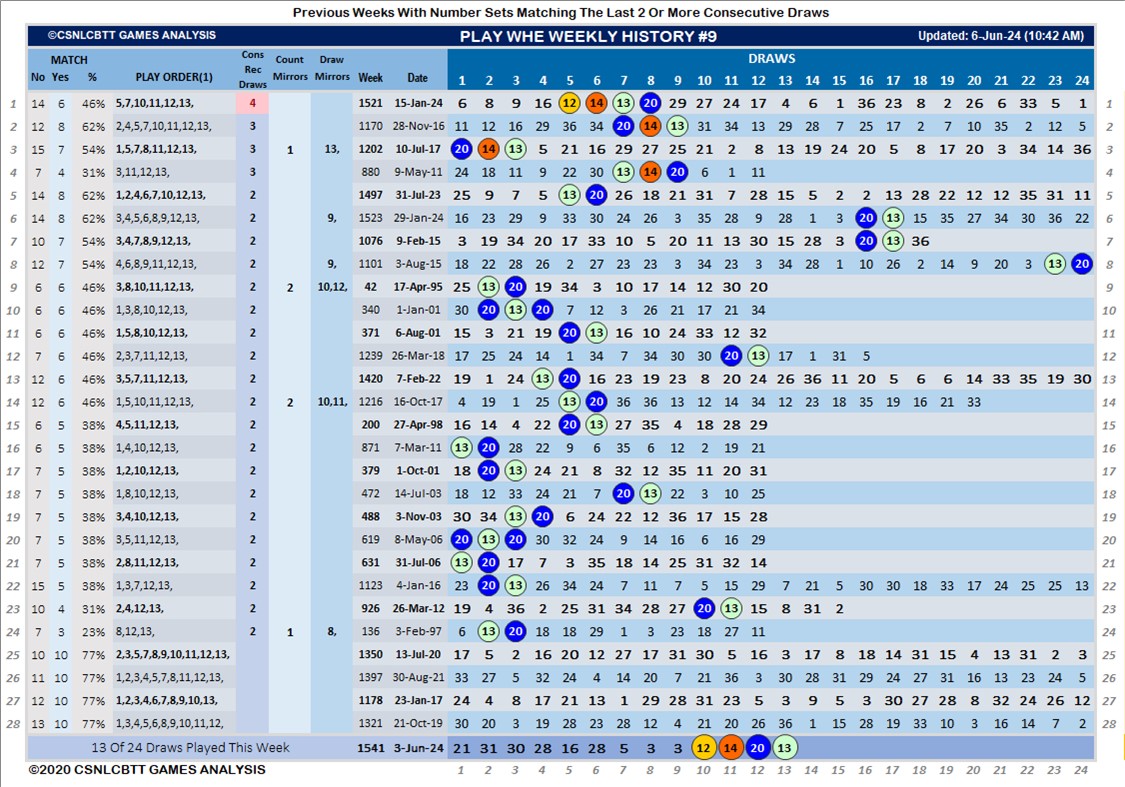 Previous Weeks With Number Sets Matching The Last 2 Or More Consecutive Draws
©CSNLCBTT GAMES ANALYSIS PLAY WHE WEEKLY HISTORY #9 Updated: 6-Jun-24 (10:42 AM)
MATCH Cons Count Draw DRAWS
No Yes % PLAY ORDER(1) Rec Draws Mirrors Mirrors Week Date 1 2 3 4 5 6 7 8 9 10 11 12 13 14 15 16 17 18 19 20 21 22 23 24
1 14 6 46% 5,7,10,11,12,13, 4 1521 15-Jan-24 6 8 9 16 12 14 13 20 29 27 24 17 4 6 1 36 23 8 2 26 6 33 5 1 1
2 12 8 62% 2,4,5,7,10,11,12,13, 3 1170 28-Nov-16 11 12 16 29 36 34 20 14 13 31 34 13 29 28 7 25 17 2 7 10 35 2 12 5 2
3 15 7 54% 1,5,7,8,11,12,13, 3 1 13, 1202 10-Jul-17 20 14 13 5 21 16 29 27 25 21 2 8 13 19 24 20 5 8 17 20 3 34 14 36 3
4 7 4 31% 3,11,12,13, 3 880 9-May-11 24 18 11 9 22 30 13 14 20 6 1 11 4
5 14 8 62% 1,2,4,6,7,10,12,13, 2 1497 31-Jul-23 25 9 7 5 13 20 26 18 21 31 7 28 15 5 2 2 13 28 22 12 12 35 31 11 5
6 14 8 62% 3,4,5,6,8,9,12,13, 2 9, 1523 29-Jan-24 16 23 29 9 33 30 24 26 3 35 28 9 28 1 3 20 13 15 35 27 34 30 36 22 6
7 10 7 54% 3,4,7,8,9,12,13, 2 1076 9-Feb-15 3 19 34 20 17 33 10 5 20 11 13 30 15 28 3 20 13 36 7
8 12 7 54% 4,6,8,9,11,12,13, 2 9, 1101 3-Aug-15 18 22 28 26 2 27 23 23 3 34 23 3 34 28 1 10 26 2 14 9 20 3 13 20 8
9 6 6 46% 3,8,10,11,12,13, 2 2 10,12, 42 17-Apr-95 25 13 20 19 34 3 10 17 14 12 30 20 9
10 6 6 46% 1,3,8,10,12,13, 2 340 1-Jan-01 30 20 13 20 7 12 3 26 21 17 21 34 10
11 6 6 46% 1,5,8,10,12,13, 2 371 6-Aug-01 15 3 21 19 20 13 16 10 24 33 12 32 11
12 7 6 46% 2,3,7,11,12,13, 2 1239 26-Mar-18 17 25 24 14 1 34 7 34 30 30 20 13 17 1 31 5 12
13 12 6 46% 3,5,7,11,12,13, 2 1420 7-Feb-22 19 1 24 13 20 16 23 19 23 8 20 24 26 36 11 20 5 6 6 14 33 35 19 30 13
14 12 6 46% 1,5,10,11,12,13, 2 2 10,11, 1216 16-Oct-17 4 19 1 25 13 20 36 36 13 12 14 34 12 23 18 35 19 16 21 33 14
15 6 5 38% 4,5,11,12,13, 2 200 27-Apr-98 16 14 4 22 20 13 27 35 4 18 28 29 15
16 7 5 38% 1,4,10,12,13, 2 871 7-Mar-11 13 20 28 22 9 6 35 6 12 2 19 21 16
17 7 5 38% 1,2,10,12,13, 2 379 1-Oct-01 18 20 13 24 21 8 32 12 35 11 20 31 17
18 7 5 38% 1,8,10,12,13, 2 472 14-Jul-03 18 12 33 24 21 7 20 13 22 3 10 25 18
19 7 5 38% 3,4,10,12,13, 2 488 3-Nov-03 30 34 13 20 6 24 22 12 36 17 15 28 19
20 7 5 38% 3,5,11,12,13, 2 619 8-May-06 20 13 20 30 32 24 9 14 16 6 16 29 20
21 7 5 38% 2,8,11,12,13, 2 631 31-Jul-06 13 20 17 7 3 35 18 14 25 31 32 14 21
22 15 5 38% 1,3,7,12,13, 2 1123 4-Jan-16 23 20 13 26 34 24 7 11 7 5 15 29 7 21 5 30 30 18 33 17 24 25 25 13 22
23 10 4 31% 2,4,12,13, 2 926 26-Mar-12 19 4 36 2 25 31 34 28 27 20 13 15 8 31 2 23
24 7 3 23% 8,12,13, 2 1 8, 136 3-Feb-97 6 13 20 18 18 29 1 3 23 18 27 11 24
25 10 10 77% 2,3,5,7,8,9,10,11,12,13, 1350 13-Jul-20 17 5 2 16 20 12 27 17 31 30 5 16 3 17 8 18 14 31 15 4 13 31 2 3 25
26 11 10 77% 1,2,3,4,5,7,8,11,12,13, 1397 30-Aug-21 33 27 5 32 24 4 14 20 7 21 36 3 30 28 31 29 24 27 31 16 13 23 24 5 26
27 12 10 77% 1,2,3,4,6,7,8,9,10,13, 1178 23-Jan-17 24 4 8 17 21 13 1 29 28 31 23 5 3 9 5 3 30 27 28 8 32 24 26 12 27
28 13 10 77% 1,3,4,5,6,8,9,10,11,12, 1321 21-Oct-19 30 20 3 19 28 23 28 12 4 21 20 26 36 1 15 28 19 33 10 3 16 14 7 2 28
13 Of 24 Draws Played This Week 1541 3-Jun-24 21 31 30 28 16 28 5 3 3 12 14 20 13
©2020 CSNLCBTT GAMES ANALYSIS 1 2 3 4 5 6 7 8 9 10 11 12 13 14 15 16 17 18 19 20 21 22 23 24